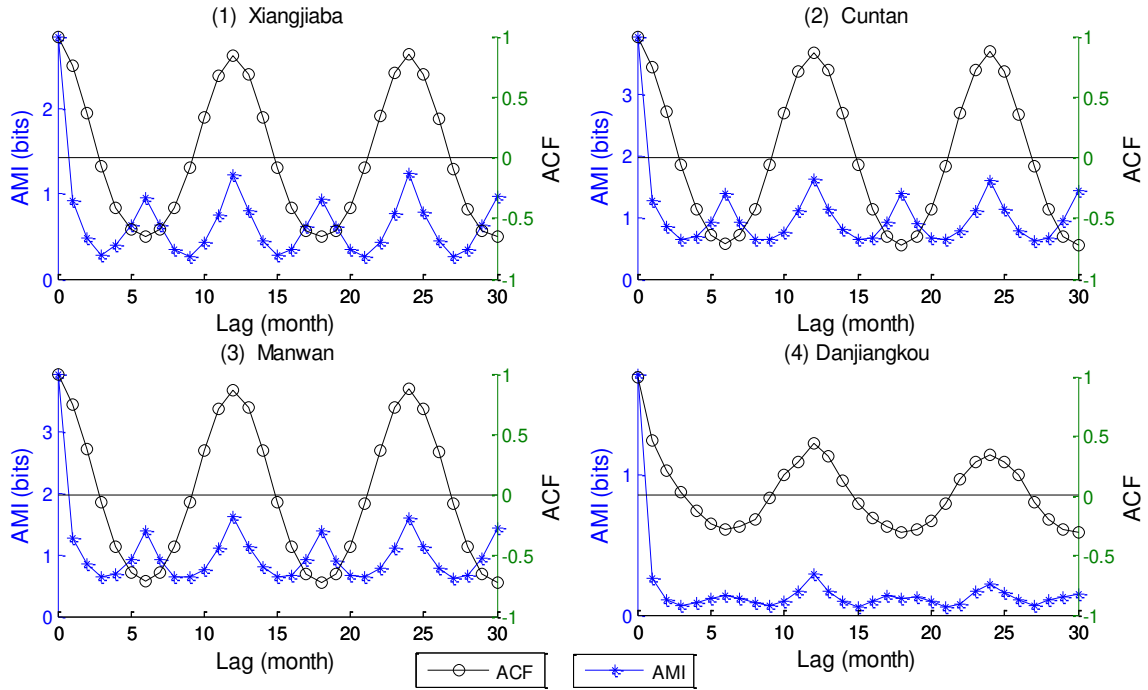 (1) Xiangjiaba
(2) Cuntan
AMI (bits)
0
1
2
ACF
-1
-0.5
0
0.5
1
0 5 10 15 20 25 30
Lag (month)
AMI (bits)
0
1
2
3
ACF
-1
-0.5
0
0.5
1
0 5 10 15 20 25 30
Lag (month)
(3) Manwan
(4) Danjiangkou
AMI (bits)
0
1
2
3
ACF
-1
-0.5
0
0.5
1
0 5 10 15 20 25 30
Lag (month)
AMI (bits)
0
1
ACF
-1
-0.5
0
0.5
1
0 5 10 15 20 25 30
Lag (month)
ACF
AMI